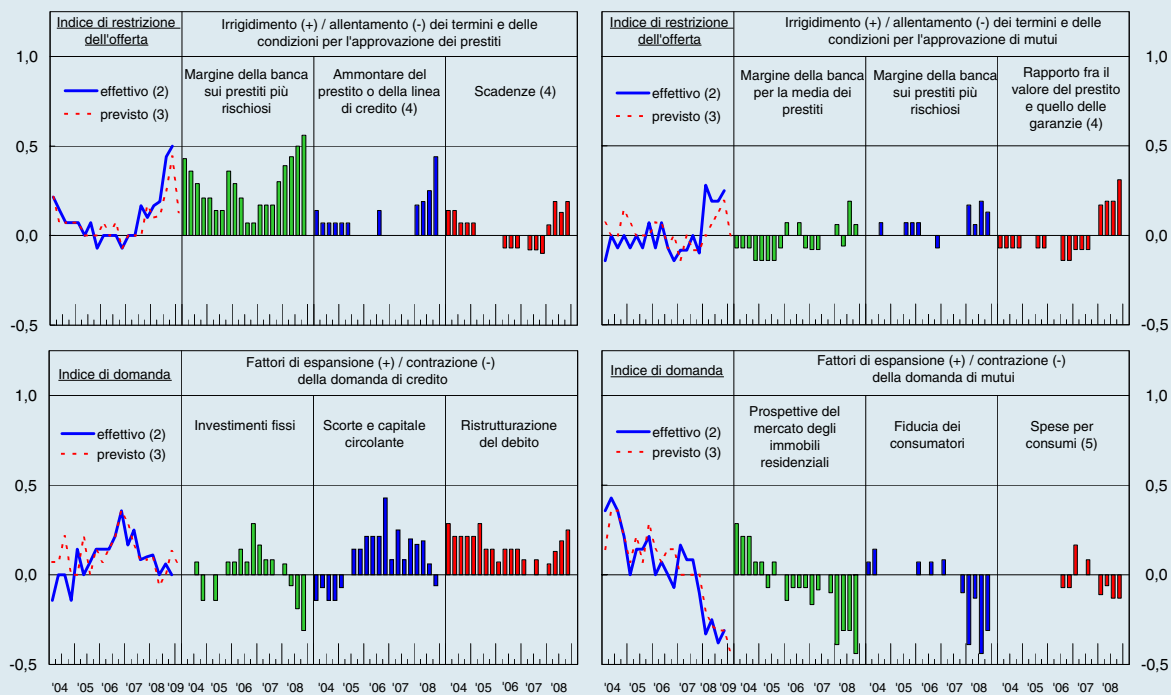 Indice di restrizione
dell'offerta
Irrigidimento (+) / allentamento (-) dei termini e delle
condizioni per l'approvazione dei prestiti
1,0
effettivo (2)
previsto (3)
Margine della banca
sui prestiti più
rischiosi
Ammontare del
prestito o della linea
di credito (4)
Scadenze (4)
0,5
0,0
-0,5
Indice di restrizione
dell'offerta
Irrigidimento (+) / allentamento (-) dei termini e delle
condizioni per l'approvazione di mutui
1,0
effettivo (2)
previsto (3)
Margine della banca
per la media dei
prestiti
Margine della banca
sui prestiti più
rischiosi
Rapporto fra il
valore del prestito
e quello delle
garanzie (4)
0,5
0,0
-0,5
Indice di domanda
Fattori di espansione (+) / contrazione (-)
della domanda di credito
1,0
effettivo (2)
previsto (3)
Investimenti fissi
Scorte e capitale
circolante
Ristrutturazione
del debito
0,5
0,0
-0,5
'04 '05 '06 '07 '08 '09 '04 '05 '06 '07 '08 '04 '05 '06 '07 '08 '04 '05 '06 '07 '08
Indice di domanda
Fattori di espansione (+) / contrazione (-)
della domanda di mutui
1,0
effettivo (2)
previsto (3)
Prospettive del
mercato degli
immobili
residenziali
Fiducia dei
consumatori
Spese per
consumi (5)
0,5
0,0
-0,5
'04 '05 '06 '07 '08 '09 '04 '05 '06 '07 '08 '04 '05 '06 '07 '08 '04 '05 '06 '07 '08